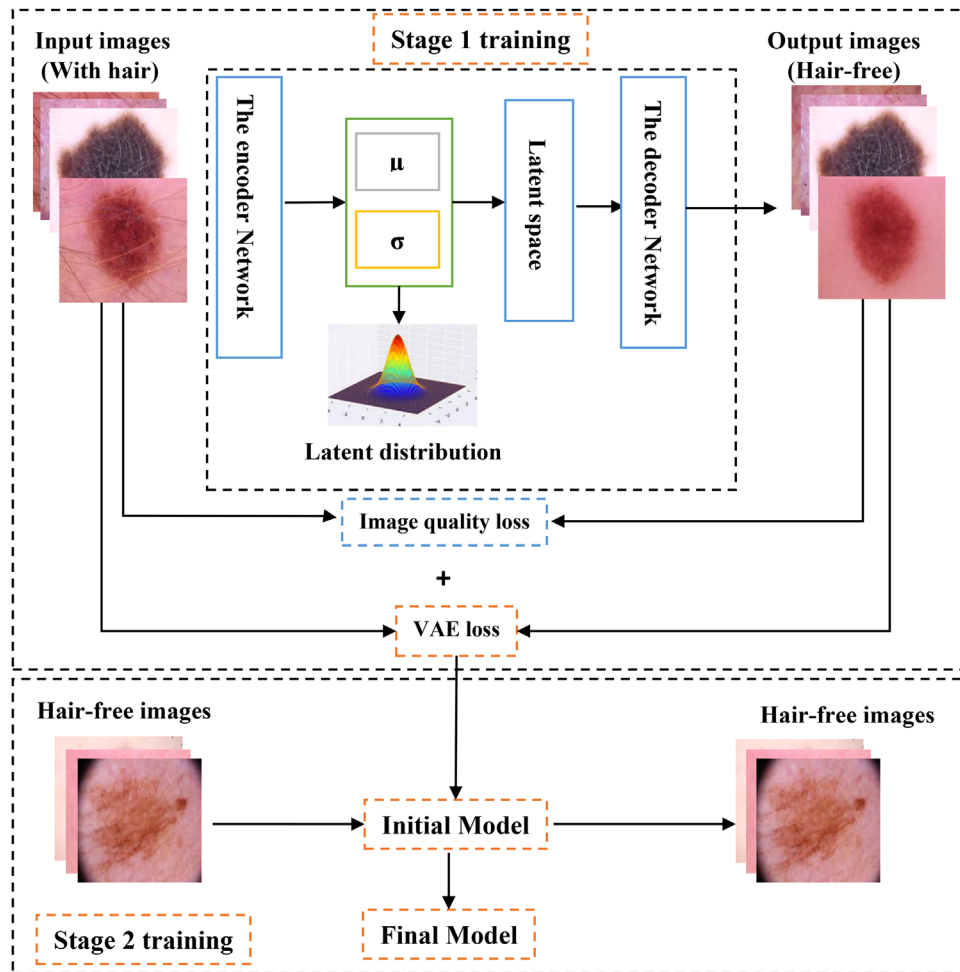 Input images
(With hair)
Stage 1 training
Output images
(Hair-free)
The encoder Network
μ
σ
Latent space
The decoder Network
Latent distribution
Image quality loss
+
VAE loss
Hair-free images
Hair-free images
Initial Model
Final Model
Stage 2 training